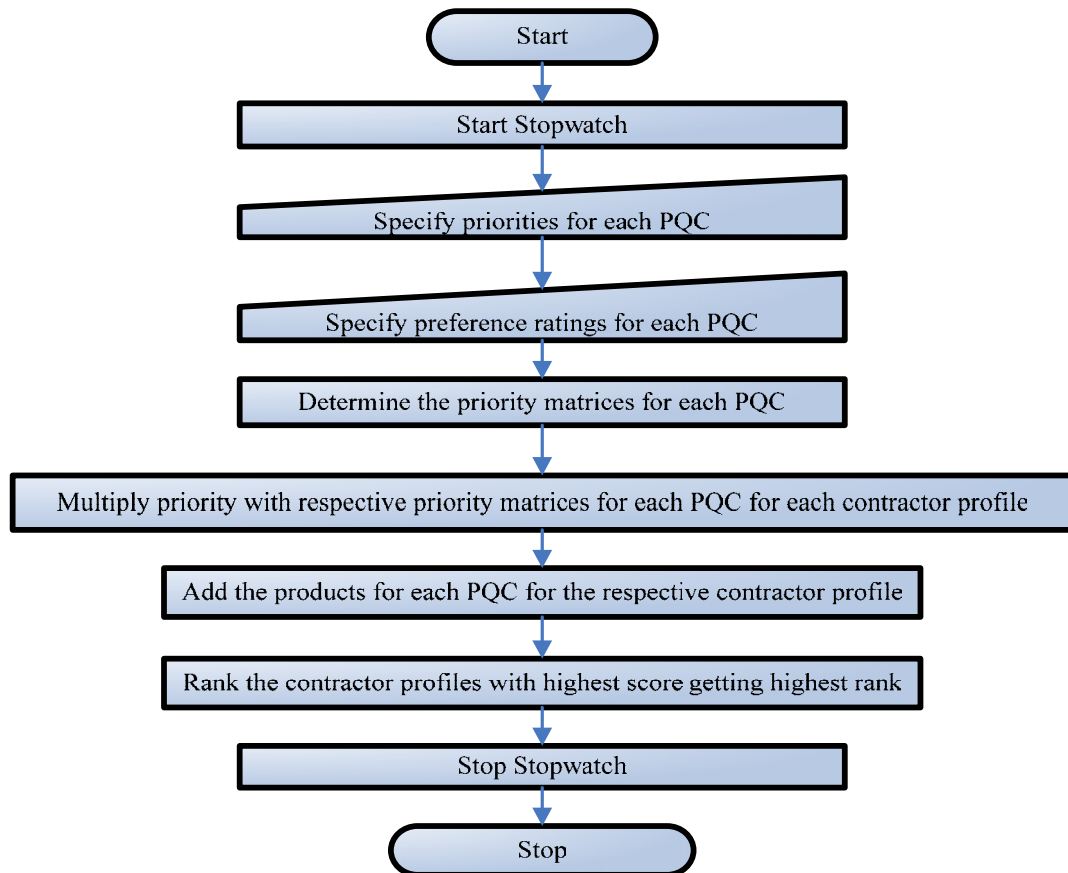 Start
Start Stopwatch
Specify priorities for each PQC
Specify preference ratings for each PQC
Determine the priority matrices for each PQC
Multiply priority with respective priority matrices for each PQC for each contractor profile
Add the products for each PQC for the respective contractor profile
Rank the contractor profiles with highest score getting highest rank
Stop Stopwatch
Stop